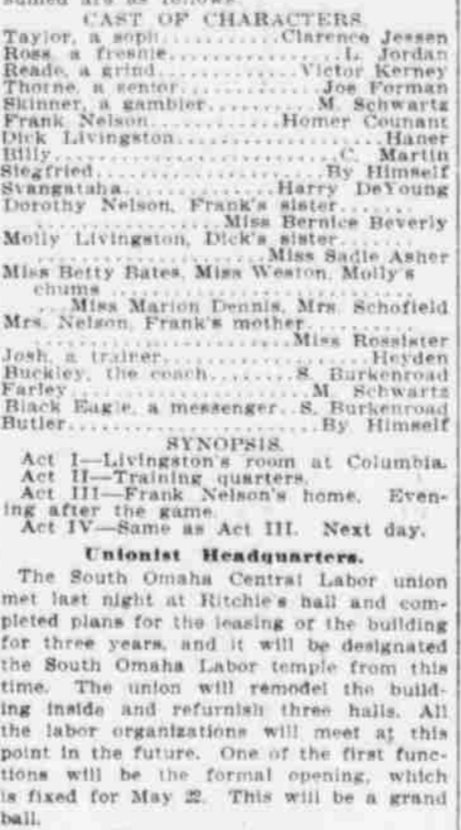 sumed are as follows:
CAST OF CHARACTERS.
Taylor, a soph...........Clarence Jessen
Ross, a freshie................L. Jordan
Reade, a grind.............Victor Kerney
Thorne, a senior.............Joe Forman
Skinner, a gambler..........M. Schwartz
Frank Nelson............Homer Counant
Dick Livingston..................Haner
Billy..........................C. Martin
Siegfried.....................By Himself
Svangataha..............Harry DeYoung
Dorothy Nelson, Frank's sister......
..................Miss Bernice Beverly
Molly Livingston, Dick's sister.......
......................Miss Sadie Asher
Miss Betty Bates, Miss Weston, Molly's
chums ..............................
...Miss Marion Dennis, Mrs. Schofield
Mrs. Nelson, Frank's mother..........
........................Miss Rossister
Josh, a trainer...................Heyden
Buckley, the coach........S. Burkenroad
Farley......................M. Schwartz
Black Eagle, a messenger..S. Burkenroad
Butler.......................By Himself
SYNOPSIS.
Act I—Livingston's room at Columbia.
Act II—Training quarters.
Act III—Frank Nelson's home. Even-
ing after the game.
Act IV—Same as Act III. Next day.
Unionist Headquarters.
The South Omaha Central Labor union
met last night at Ritchie's hall and com-
pleted plans for the leasing of the building
for three years, and it will be designated
the South Omaha Labor temple from this
time. The union will remodel the build-
ing inside and refurnish three halls. All
the labor organizations will meet at this
point in the future. One of the first func-
tions will be the formal opening, which
is fixed for May 22. This will be a grand
ball.